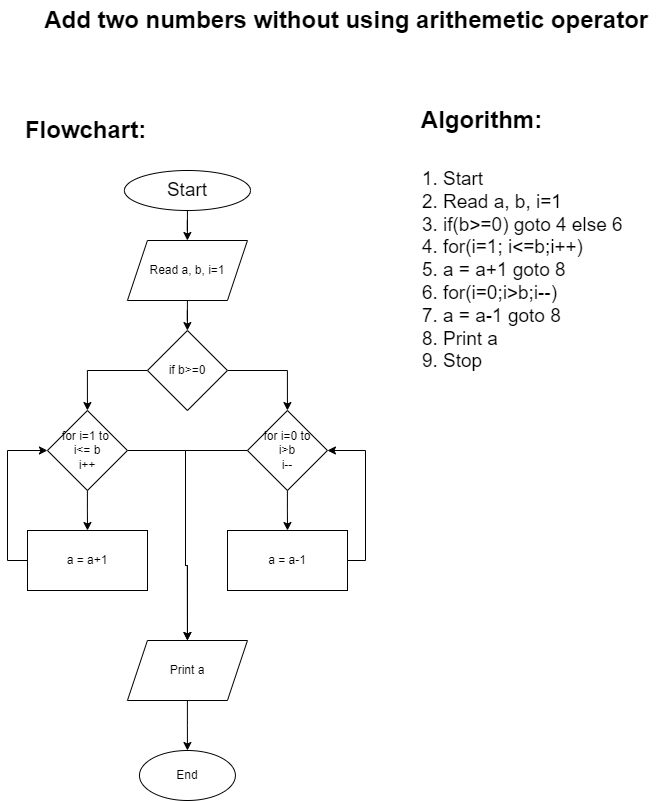 Add two numbers without using arithemetic operator
Flowchart:
Start
Read a, b, i=1
if b>=0
for i=1 to
i<= b
i++
for i=0 to
i>b
i--
a = a+1
a = a-1
Print a
End
Algorithm:
1. Start
2. Read a, b, i=1
3. if(b>=0) goto 4 else 6
4. for(i=1; i<=b;i++)
5. a = a+1 goto 8
6. for(i=0;i>b;i--)
7. a = a-1 goto 8
8. Print a
9. Stop